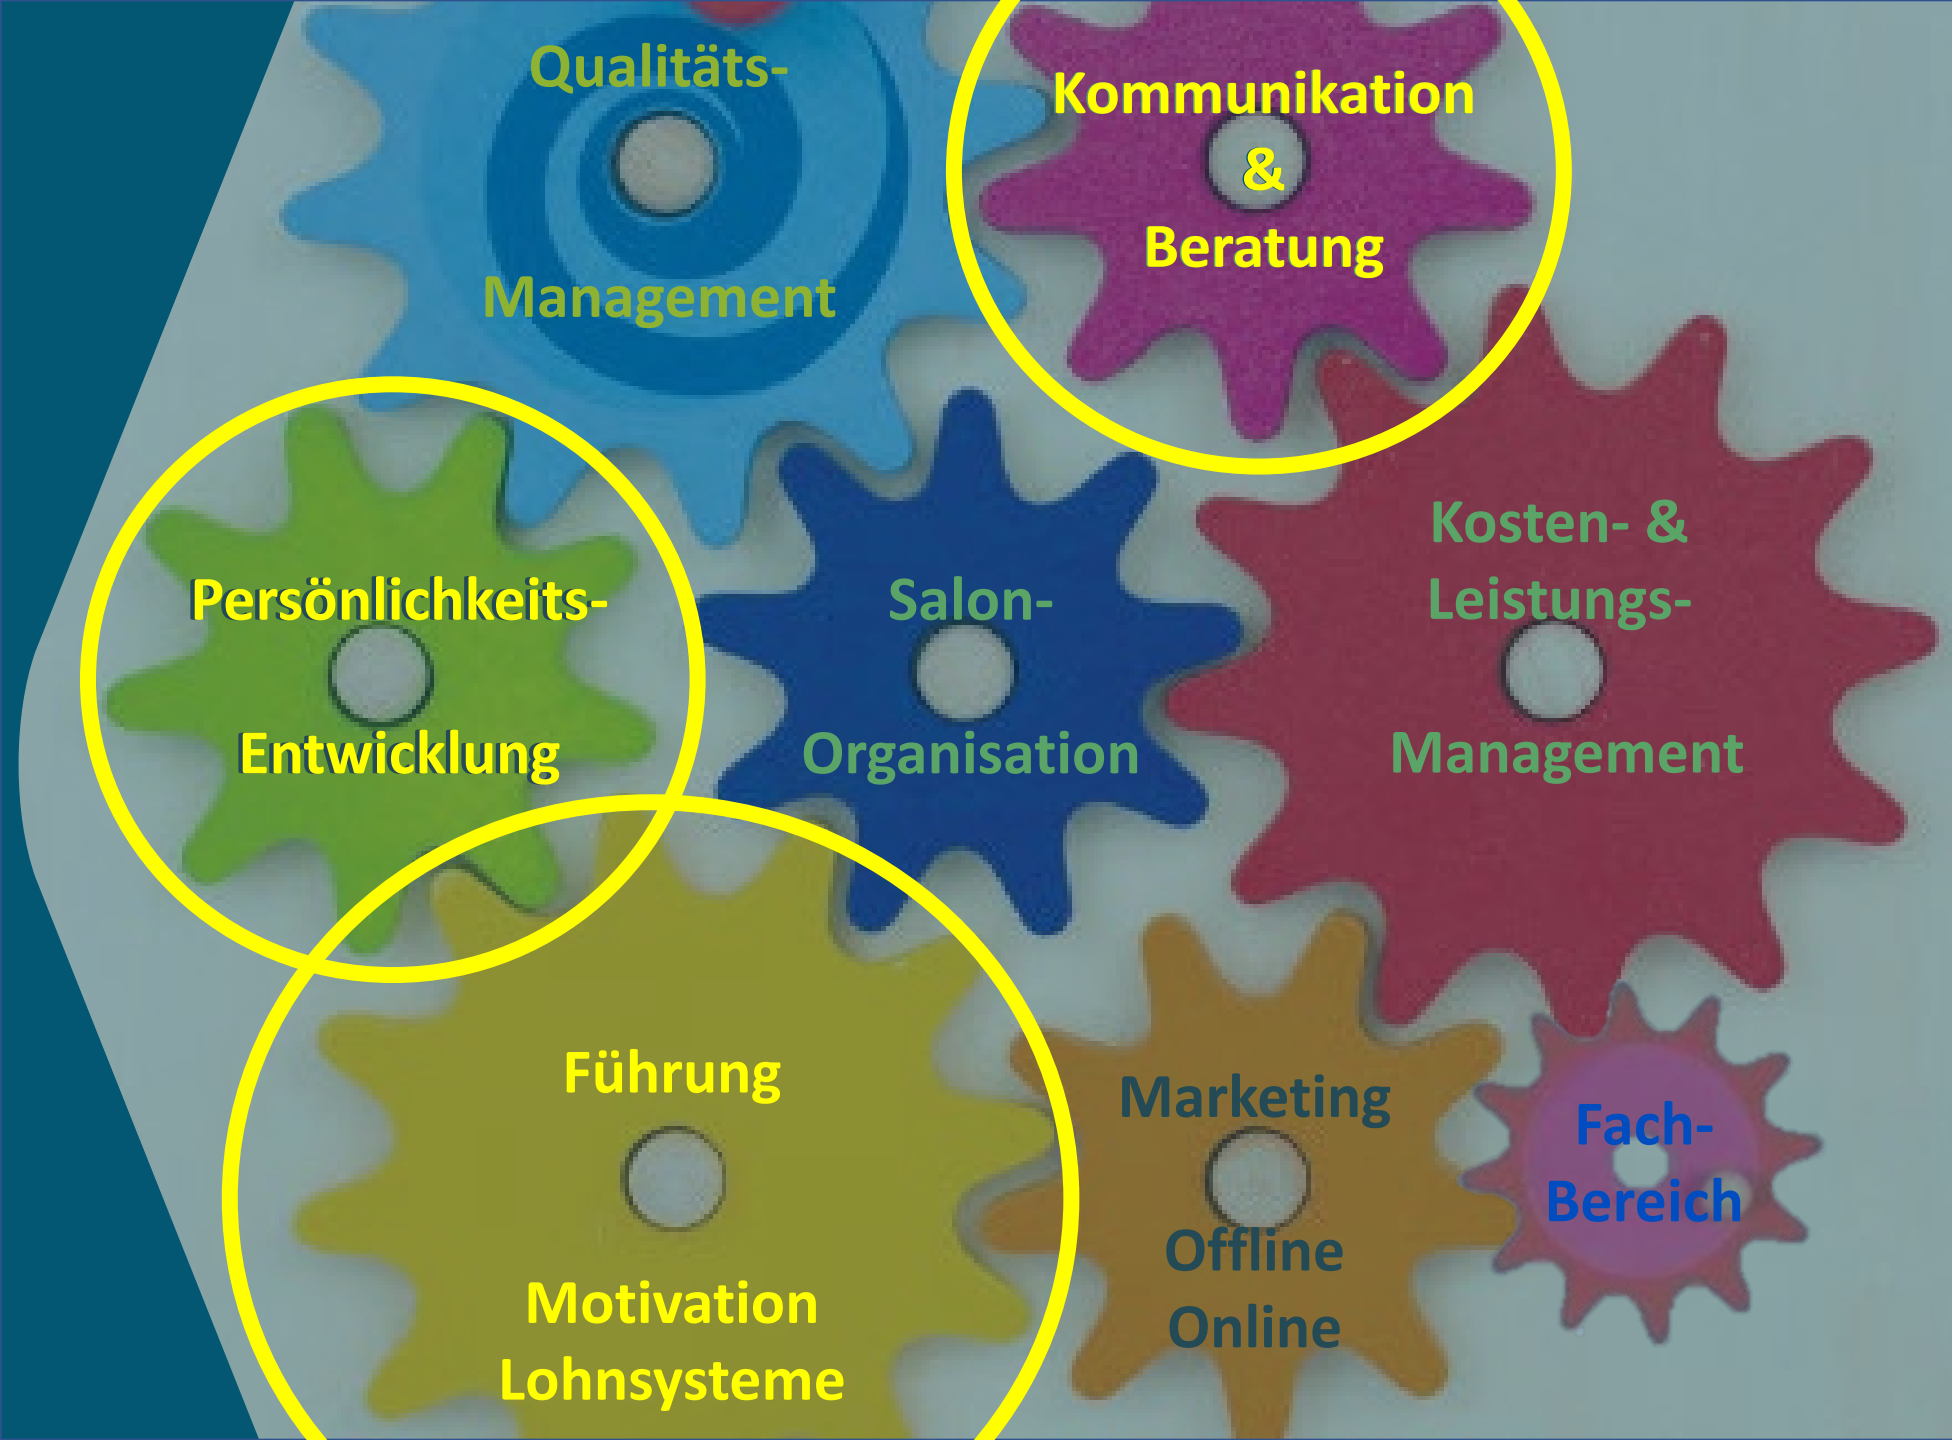 Qualitäts-
Management
Kommunikation
&
Beratung
Persönlichkeits-
Entwicklung
Salon-
Organisation
Kosten- &
Leistungs-
Management
Führung
Motivation
Lohnsysteme
Marketing
Offline
Online
Fach-
Bereich